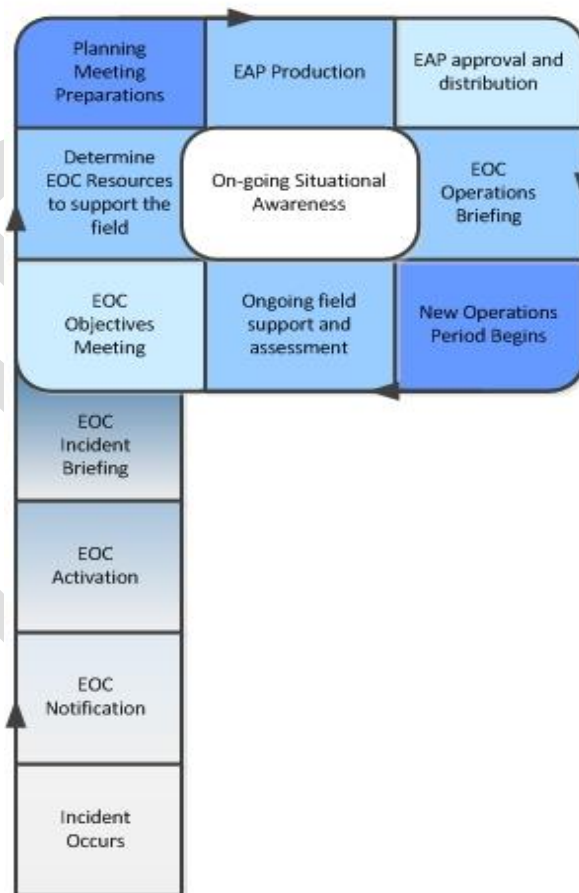 Planning
Meeting
Preparations
EAP Production
EAP approval and
distribution
Determine
EOC Resources
to support the
field
On-going Situational
Awareness
EOC
Operations
Briefing
EOC
Objectives
Meeting
Ongoing field
support and
assessment
New Operations
Period Begins
EOC
Incident
Briefing
EOC
Activation
EOC
Notification
Incident
Occurs